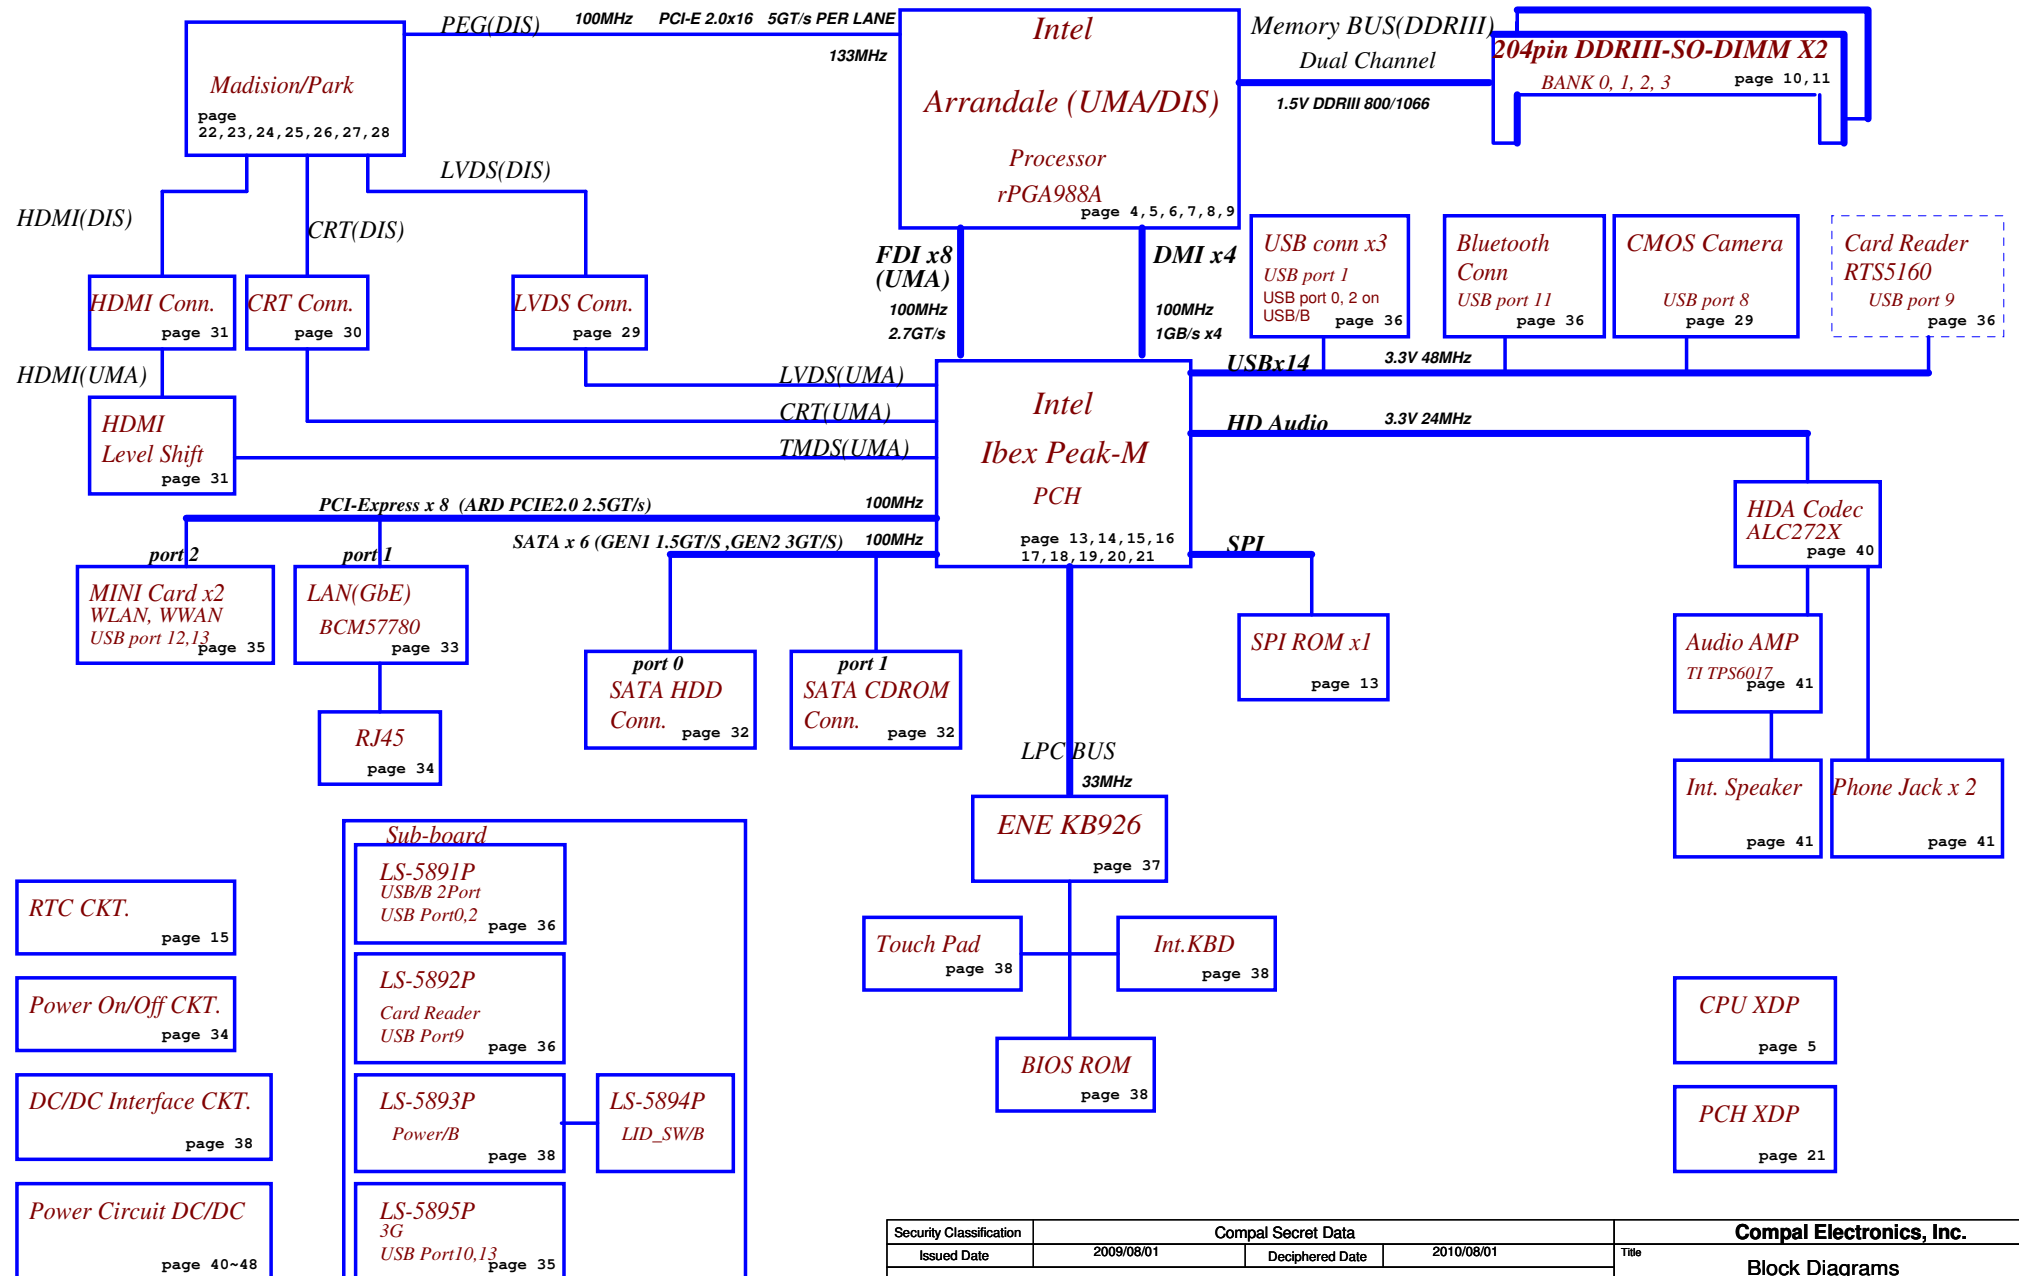 PEG(DIS)
100MHz PCI-E 2.0x16 5GT/s PER LANE
133MHz
Madision/Park
page
22,23,24,25,26,27,28
Intel
Arrandale (UMA/DIS)
Processor
rPGA988A
page 4,5,6,7,8,9
Memory BUS(DDRIII)
Dual Channel
1.5V DDRIII 800/1066
204pin DDRIII-SO-DIMM X2
BANK 0, 1, 2, 3
page 10,11
HDMI(DIS)
CRT(DIS)
LVDS(DIS)
HDMI Conn.
page 31
CRT Conn.
page 30
LVDS Conn.
page 29
FDI x8
(UMA)
100MHz
2.7GT/s
DMI x4
100MHz
1GB/s x4
USB conn x3
USB port 1
USB port 0, 2 on
USB/B
page 36
Bluetooth
Conn
USB port 11
page 36
CMOS Camera
USB port 8
page 29
Card Reader
RTS5160
USB port 9
page 36
HDMI(UMA)
HDMI
Level Shift
page 31
LVDS(UMA)
CRT(UMA)
TMDS(UMA)
Intel
Ibex Peak-M
PCH
page 13,14,15,16
17,18,19,20,21
USBx14
3.3V 48MHz
HD Audio
3.3V 24MHz
SPI
PCI-Express x 8 (ARD PCIE2.0 2.5GT/s)
100MHz
SATA x 6 (GEN1 1.5GT/S ,GEN2 3GT/S)
100MHz
port 2
MINI Card x2
WLAN, WWAN
USB port 12,13
page 35
port 1
LAN(GbE)
BCM57780
page 33
RJ45
page 34
port 0
SATA HDD
Conn.
page 32
port 1
SATA CDROM
Conn.
page 32
SPI ROM x1
page 13
HDA Codec
ALC272X
page 40
Audio AMP
TI TPS6017
page 41
Int. Speaker
page 41
Phone Jack x 2
page 41
LPC BUS
33MHz
ENE KB926
page 37
Touch Pad
page 38
Int.KBD
page 38
BIOS ROM
page 38
RTC CKT.
page 15
Power On/Off CKT.
page 34
DC/DC Interface CKT.
page 38
Power Circuit DC/DC
page 40~48
Sub-board
LS-5891P
USB/B 2Port
USB Port0,2
page 36
LS-5892P
Card Reader
USB Port9
page 36
LS-5893P
Power/B
page 38
LS-5894P
LID_SW/B
LS-5895P
3G
USB Port10,13
page 35
CPU XDP
page 5
PCH XDP
page 21
Security Classification
Compal Secret Data
Issued Date
2009/08/01
Deciphered Date
2010/08/01
Compal Electronics, Inc.
Title
Block Diagrams